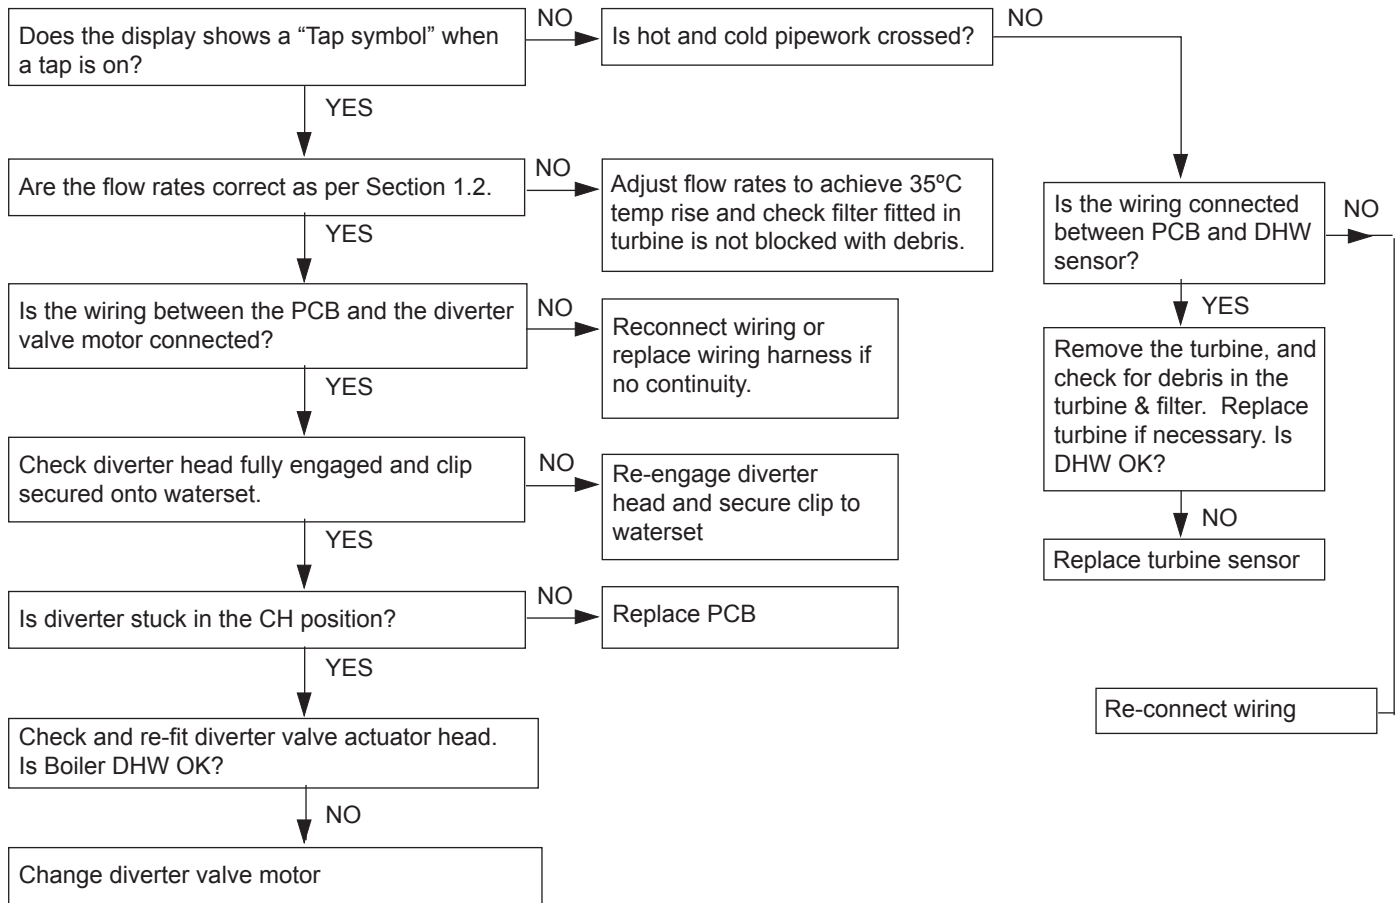 Does the display shows a “Tap symbol” when
a tap is on?
NO
Is hot and cold pipework crossed?
NO
YES
Are the flow rates correct as per Section 1.2.
NO
Adjust flow rates to achieve 35ºC
temp rise and check filter fitted in
turbine is not blocked with debris.
YES
Is the wiring connected
between PCB and DHW
sensor?
NO
YES
Is the wiring between the PCB and the diverter
valve motor connected?
NO
Reconnect wiring or
replace wiring harness if
no continuity.
YES
Remove the turbine, and
check for debris in the
turbine & filter.  Replace
turbine if necessary. Is
DHW OK?
NO
Replace turbine sensor
Check diverter head fully engaged and clip
secured onto waterset.
NO
Re-engage diverter
head and secure clip to
waterset
YES
Is diverter stuck in the CH position?
NO
Replace PCB
YES
Re-connect wiring
Check and re-fit diverter valve actuator head.
Is Boiler DHW OK?
NO
Change diverter valve motor